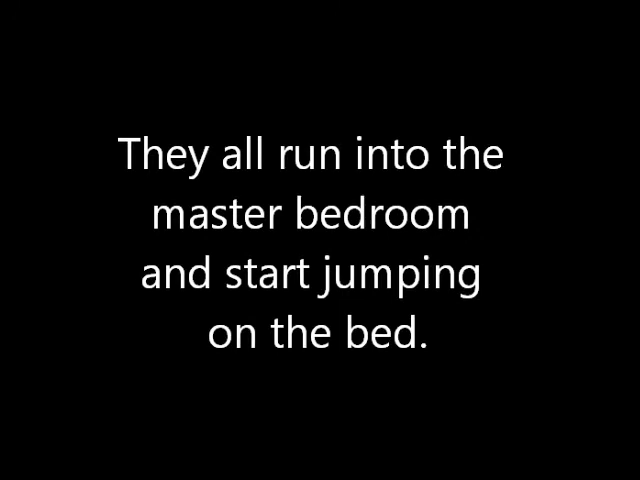 They all run into the
master bedroom
and start jumping
on the bed.